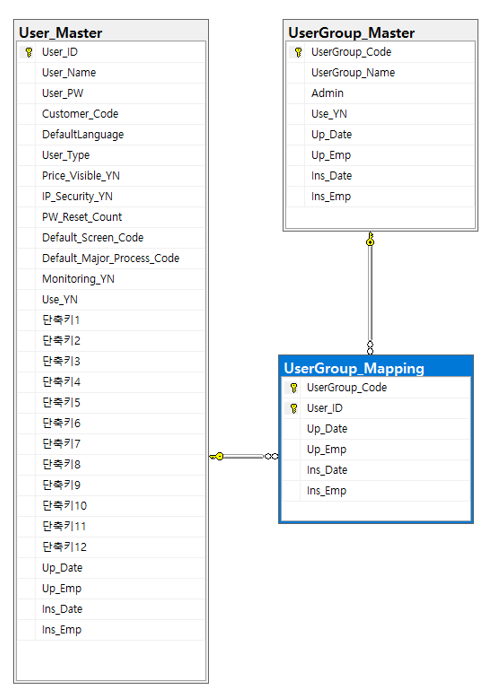 User_Master
User_ID
User_Name
User_PW
Customer_Code
DefaultLanguage
User_Type
Price_Visible_YN
IP_Security_YN
PW_Reset_Count
Default_Screen_Code
Default_Major_Process_Code
Monitoring_YN
Use_YN
단축키1
단축키2
단축키3
단축키4
단축키5
단축키6
단축키7
단축키8
단축키9
단축키10
단축키11
단축키12
Up_Date
Up_Emp
Ins_Date
Ins_Emp
UserGroup_Master
UserGroup_Code
UserGroup_Name
Admin
Use_YN
Up_Date
Up_Emp
Ins_Date
Ins_Emp
UserGroup_Mapping
UserGroup_Code
User_ID
Up_Date
Up_Emp
Ins_Date
Ins_Emp